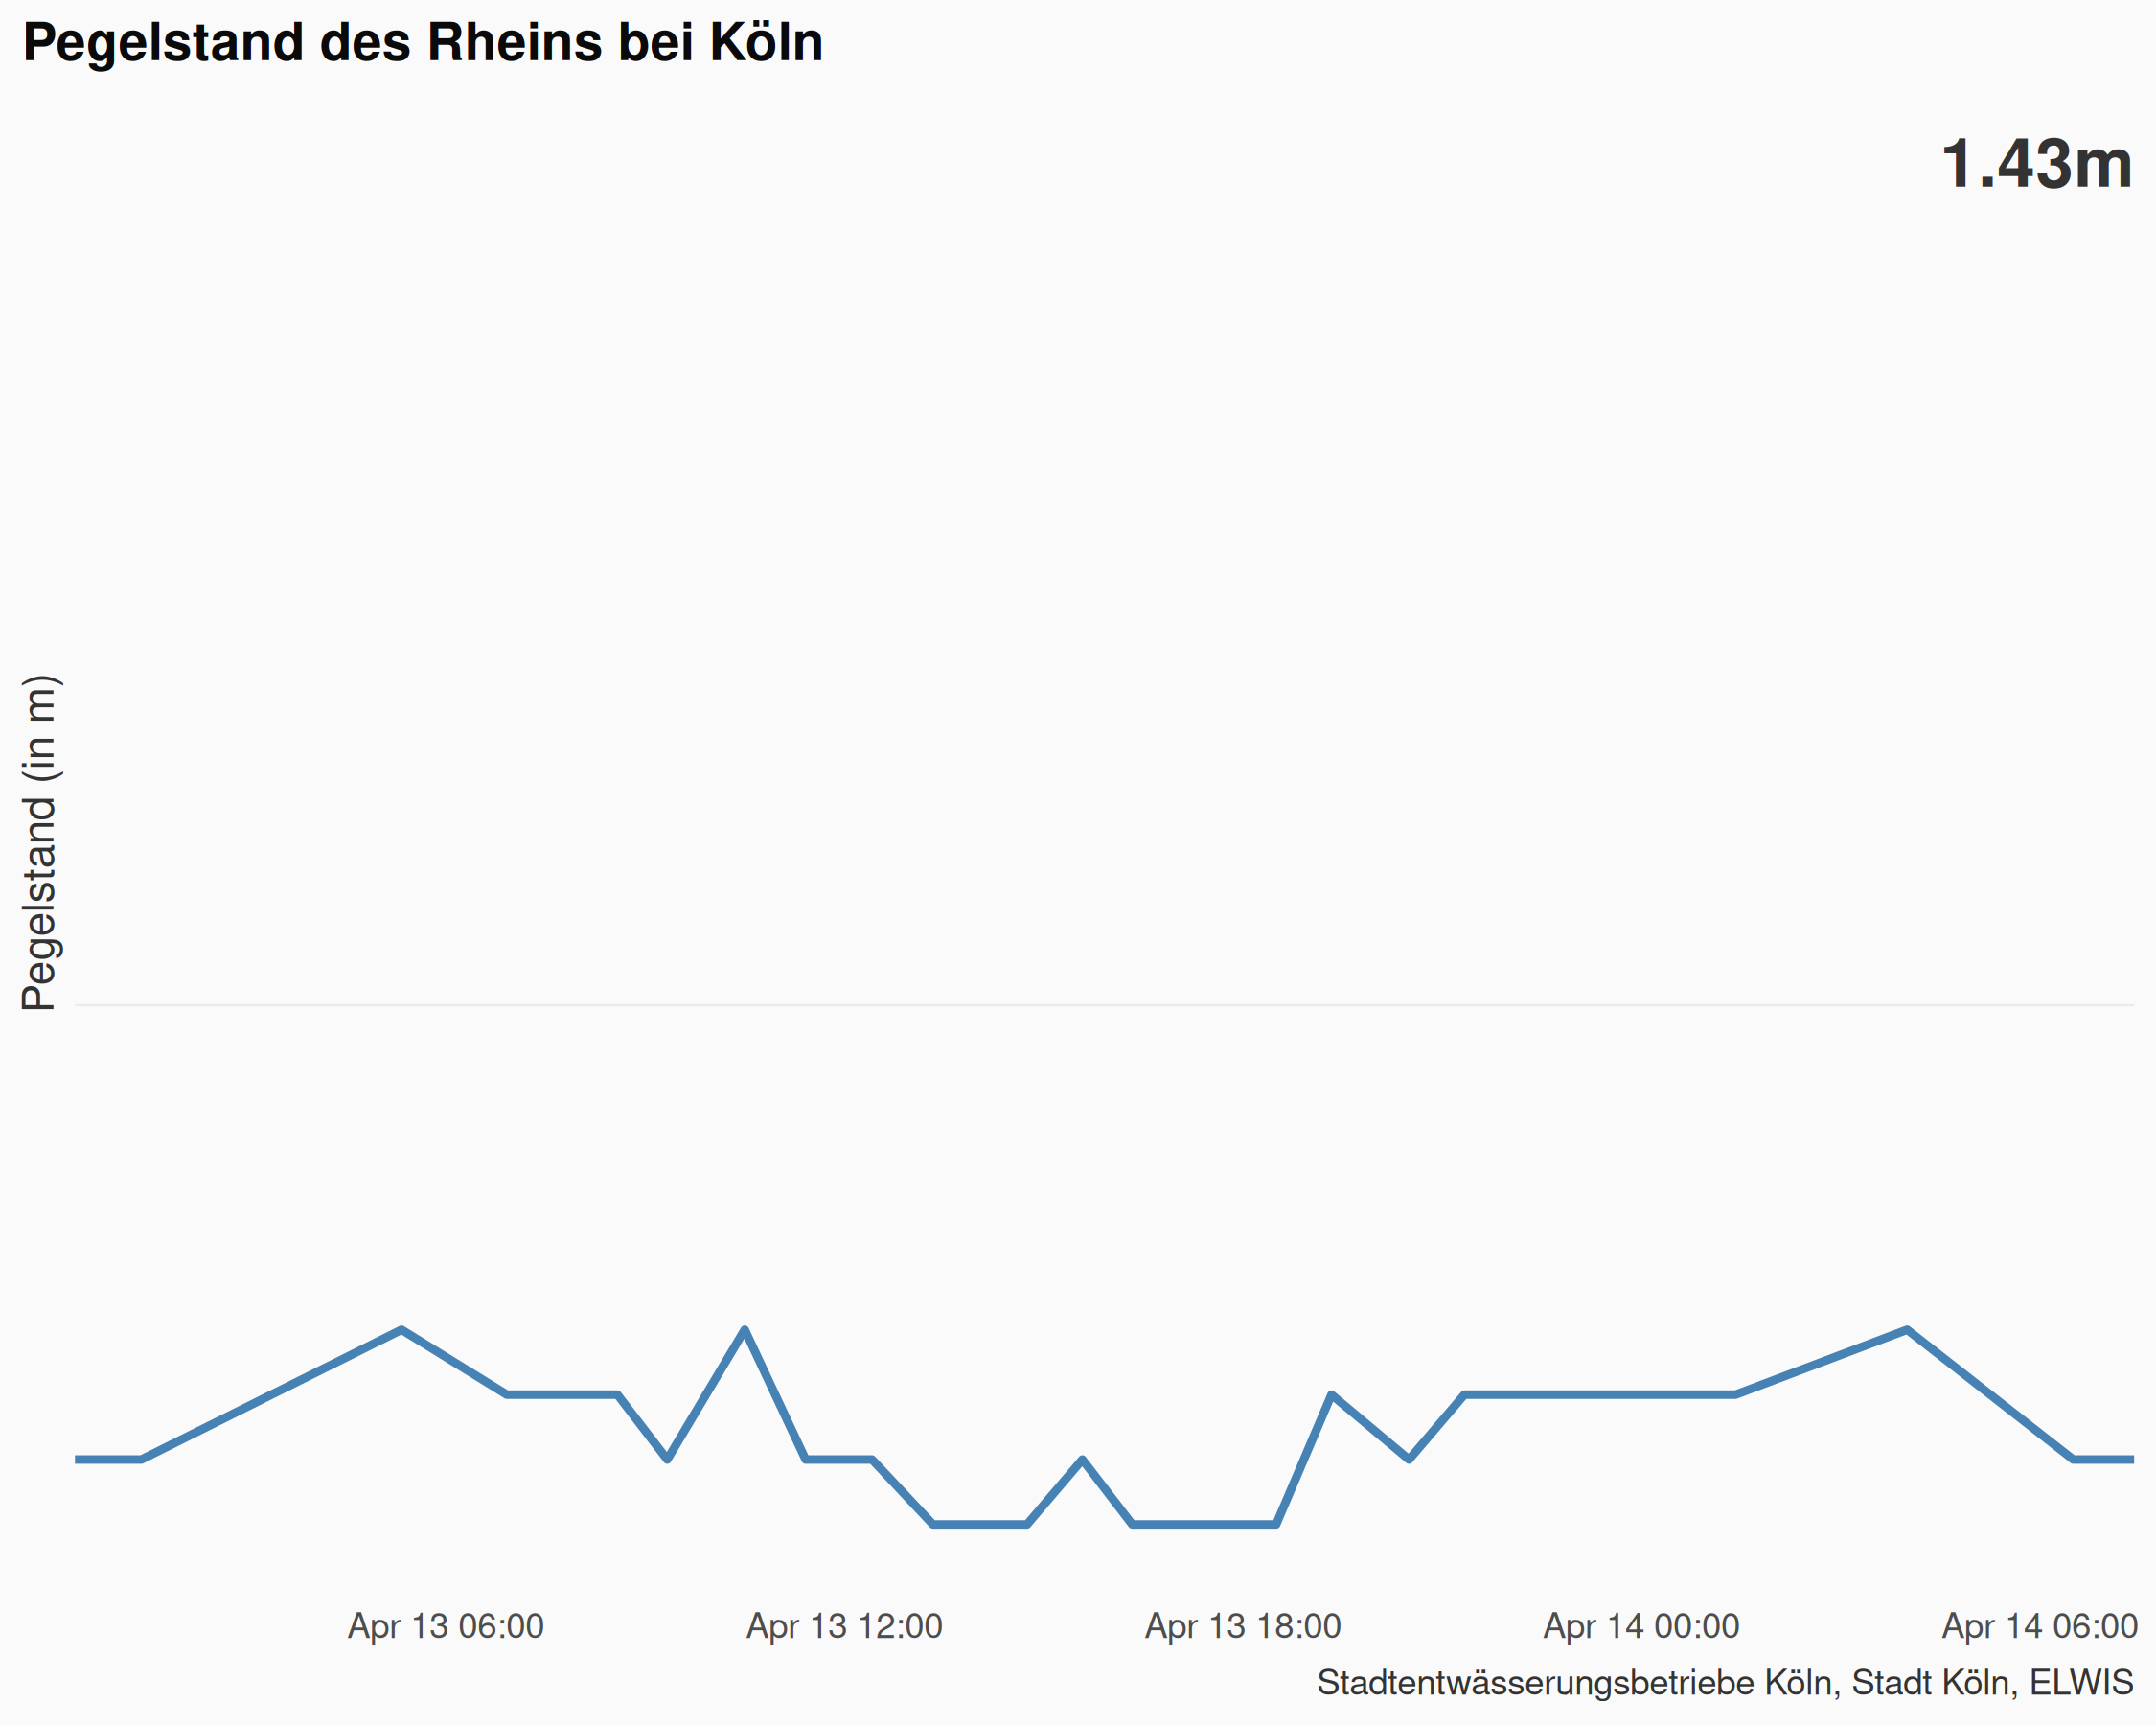 Pegelstand des Rheins bei Köln
1.43m
Pegelstand (in m)
Apr 13 06:00 Apr 13 12:00 Apr 13 18:00 Apr 14 00:00 Apr 14 06:00
Stadtentwässerungsbetriebe Köln, Stadt Köln, ELWIS